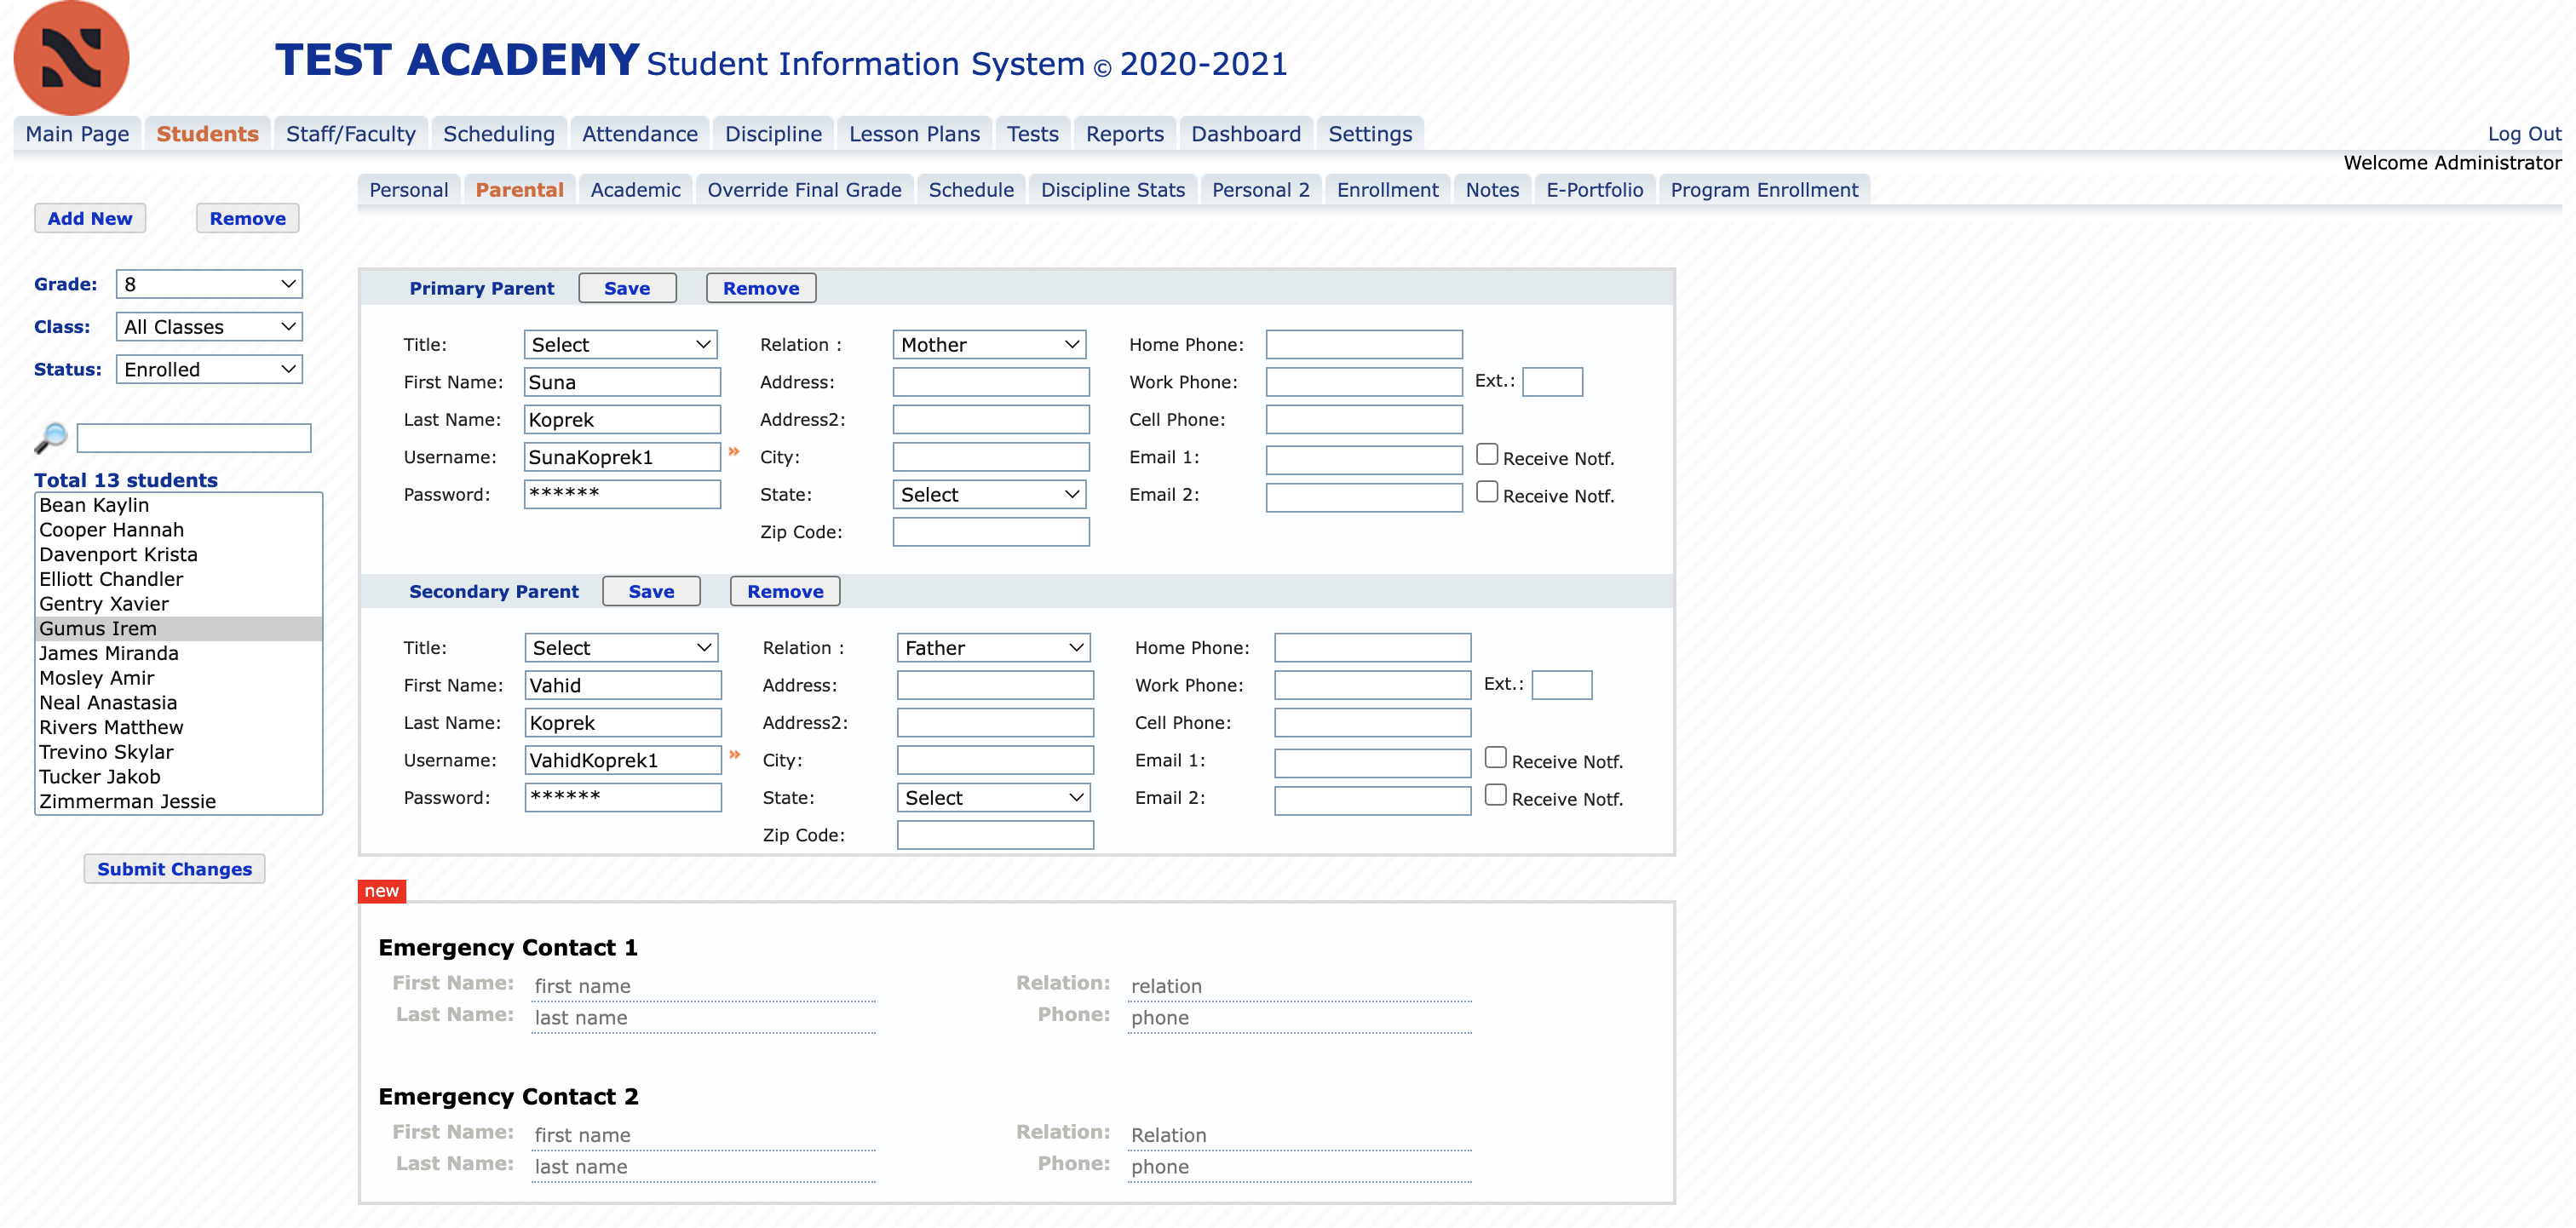 TEST ACADEMY Student Information System © 2020-2021
Main Page Students Staff/Faculty Scheduling Attendance Discipline Lesson Plans Tests Reports Dashboard Settings Log Out
Welcome Administrator
Personal Parental Academic Override Final Grade Schedule Discipline Stats Personal 2 Enrollment Notes E-Portfolio Program Enrollment
Add New Remove
Grade: 8
Class: All Classes
Status: Enrolled
Total 13 students
Bean Kaylin
Cooper Hannah
Davenport Krista
Elliott Chandler
Gentry Xavier
Gumus Irem
James Miranda
Mosley Amir
Neal Anastasia
Rivers Matthew
Trevino Skylar
Tucker Jakob
Zimmerman Jessie
Submit Changes
Primary Parent Save Remove
Title: Select Relation : Mother Home Phone:
First Name: Suna Address: Work Phone: Ext.:
Last Name: Koprek Address2: Cell Phone:
Username: SunaKoprek1 » City: Email 1: Receive Notf.
Password: ****** State: Select Email 2: Receive Notf.
Zip Code:
Secondary Parent Save Remove
Title: Select Relation : Father Home Phone:
First Name: Vahid Address: Work Phone: Ext.:
Last Name: Koprek Address2: Cell Phone:
Username: VahidKoprek1 » City: Email 1: Receive Notf.
Password: ****** State: Select Email 2: Receive Notf.
Zip Code:
new
Emergency Contact 1
First Name: first name Relation: relation
Last Name: last name Phone: phone
Emergency Contact 2
First Name: first name Relation: Relation
Last Name: last name Phone: phone